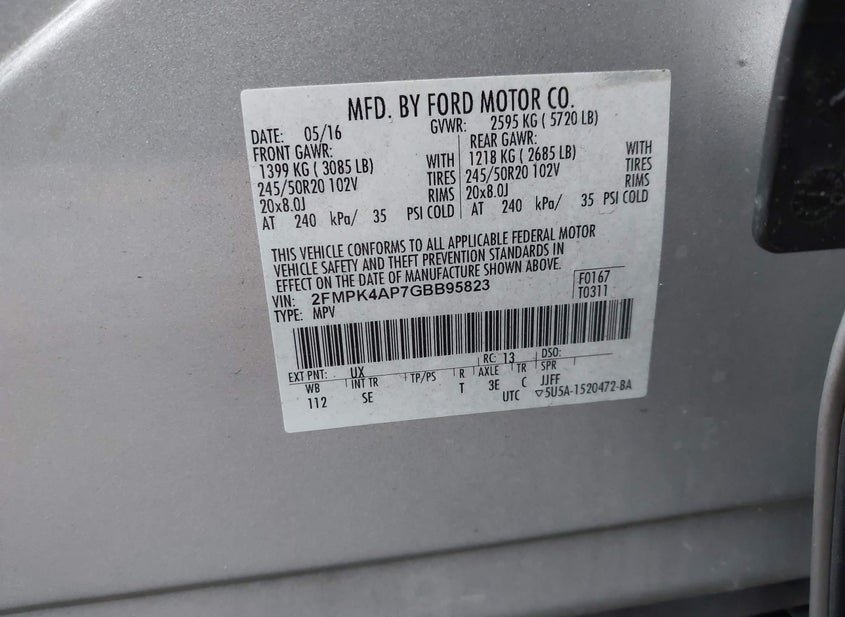 MFD. BY FORD MOTOR CO.
DATE: 05/16 GVWR: 2595 KG ( 5720 LB)
FRONT GAWR: REAR GAWR:
1399 KG ( 3085 LB) WITH 1218 KG ( 2685 LB) WITH
245/50R20 102V TIRES 245/50R20 102V TIRES
20x8.0J RIMS 20x8.0J RIMS
AT 240 kPa/ 35 PSI COLD AT 240 kPa/ 35 PSI COLD
THIS VEHICLE CONFORMS TO ALL APPLICABLE FEDERAL MOTOR
VEHICLE SAFETY AND THEFT PREVENTION STANDARDS IN
EFFECT ON THE DATE OF MANUFACTURE SHOWN ABOVE.
VIN: 2FMPK4AP7GBB95823 F0167
TYPE: MPV T0311
EXT PNT: UX RC: 13 DSO:
WB INT TR TP/PS R AXLE TR SPR
112 SE T 3E C JJFF
UTC ▽5U5A-1520472-BA